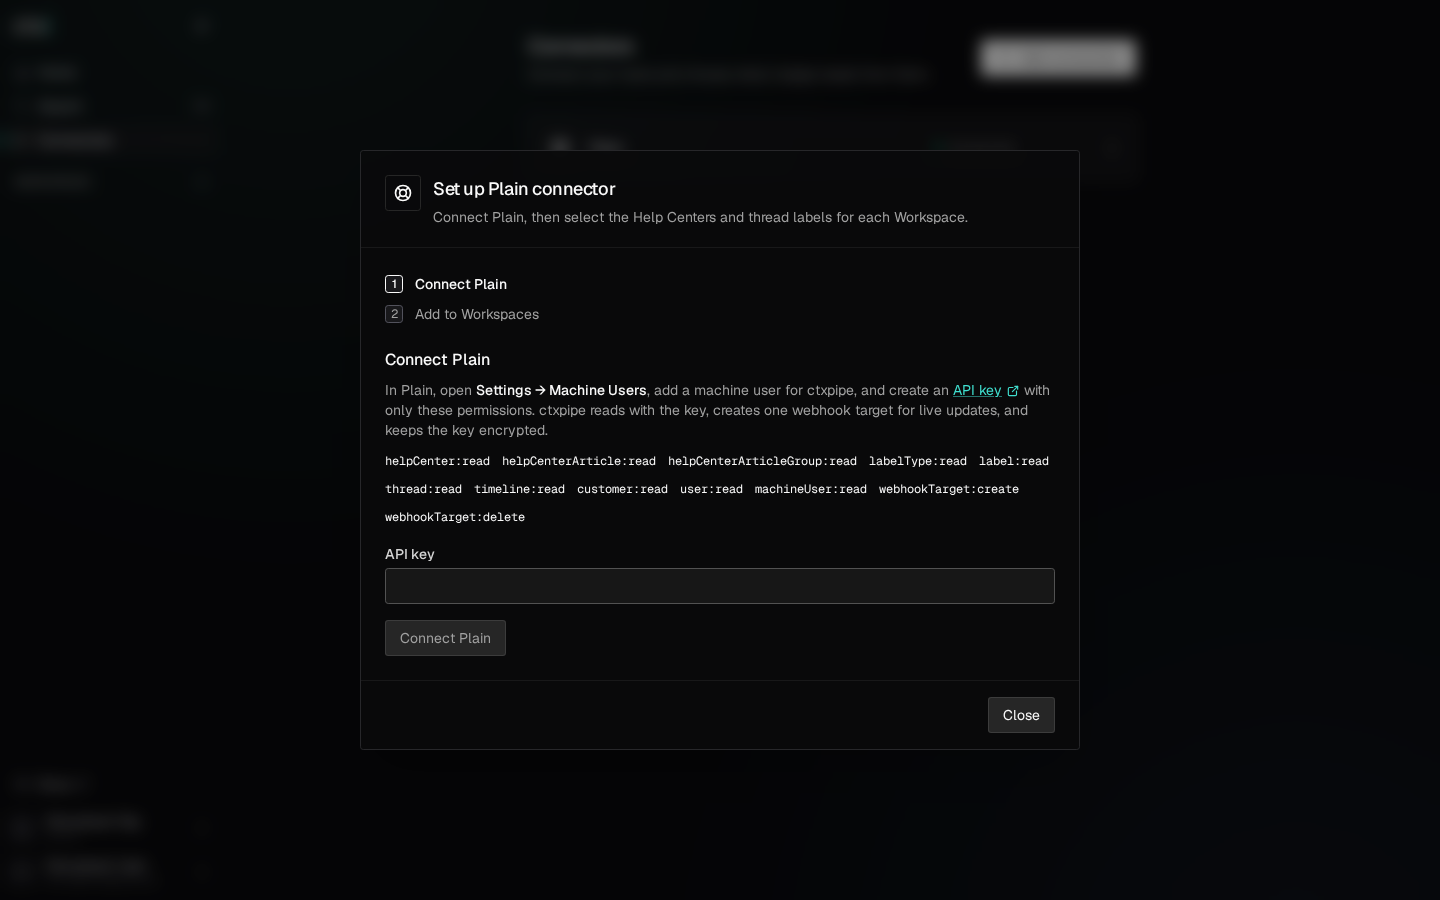 Set up Plain connector
Connect Plain, then select the Help Centers and thread labels for each Workspace.
1 Connect Plain
2 Add to Workspaces
Connect Plain
In Plain, open Settings → Machine Users, add a machine user for ctxpipe, and create an API key with
only these permissions. ctxpipe reads with the key, creates one webhook target for live updates, and
keeps the key encrypted.
helpCenter:read helpCenterArticle:read helpCenterArticleGroup:read labelType:read label:read
thread:read timeline:read customer:read user:read machineUser:read webhookTarget:create
webhookTarget:delete
API key
Connect Plain
Close